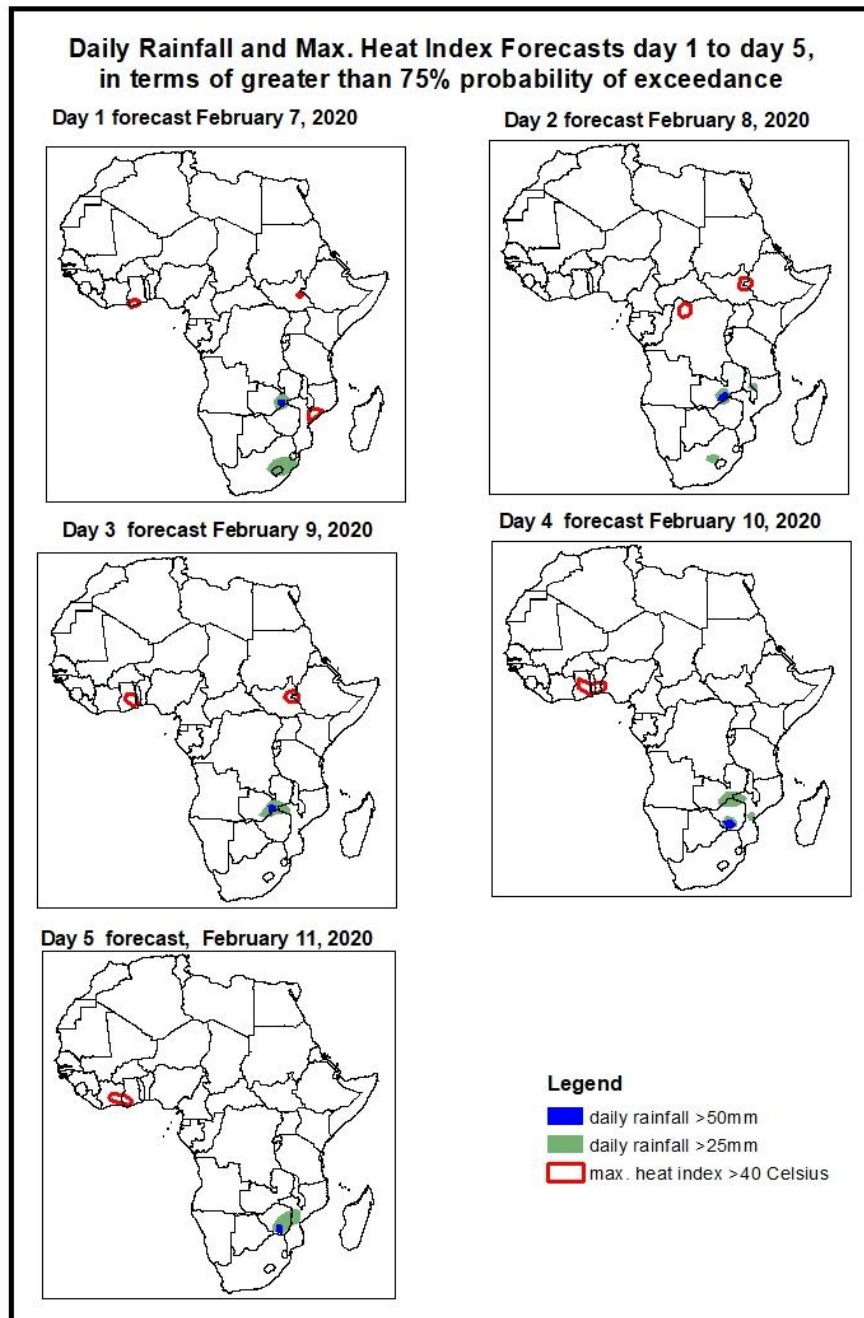 Daily Rainfall and Max. Heat Index Forecasts day 1 to day 5,
in terms of greater than 75% probability of exceedance
Day 1 forecast February 7, 2020
Day 2 forecast February 8, 2020
Day 3 forecast February 9, 2020
Day 4 forecast February 10, 2020
Day 5 forecast, February 11, 2020
Legend
daily rainfall >50mm
daily rainfall >25mm
max. heat index >40 Celsius